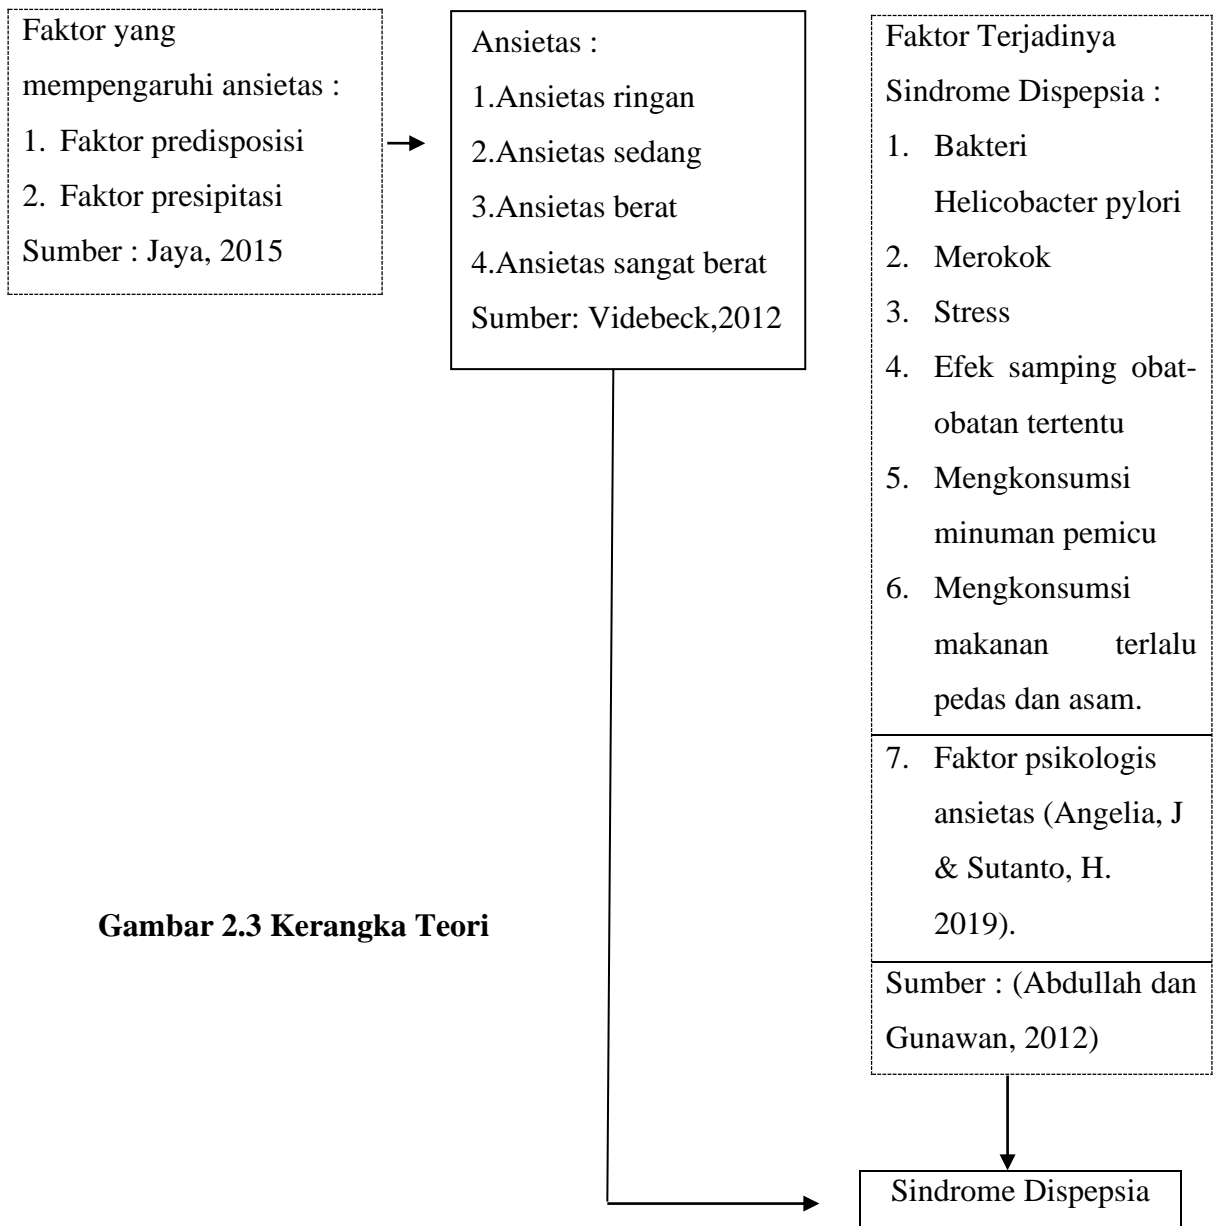 Faktor yang
mempengaruhi ansietas :
1. Faktor predisposisi
2. Faktor presipitasi
Sumber : Jaya, 2015
Ansietas :
1.Ansietas ringan
2.Ansietas sedang
3.Ansietas berat
4.Ansietas sangat berat
Sumber: Videbeck,2012
Faktor Terjadinya
Sindrome Dispepsia :
1. Bakteri
Helicobacter pylori
2. Merokok
3. Stress
4. Efek samping obat-
obatan tertentu
5. Mengkonsumsi
minuman pemicu
6. Mengkonsumsi
makanan terlalu
pedas dan asam.
7. Faktor psikologis
ansietas (Angelia, J
& Sutanto, H.
2019).
Sumber : (Abdullah dan
Gunawan, 2012)
Gambar 2.3 Kerangka Teori
Sindrome Dispepsia